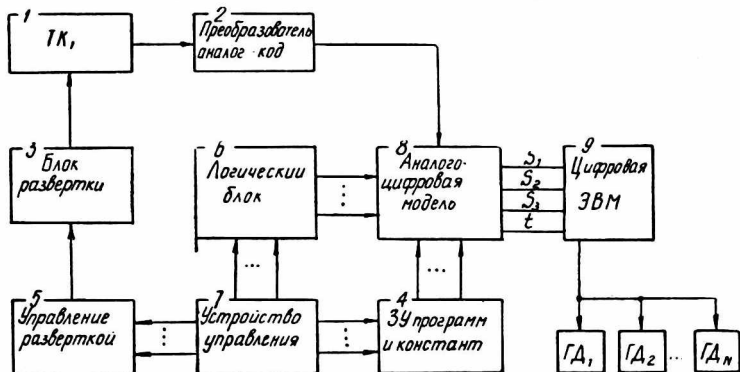 1
ТК₁
2
Преобразователь
аналог-код
3
Блок
развертки
6
Логический
блок
8
Аналого-
цифровая
модель
S₁
S₂
S₃
t
9
Цифровая
ЭВМ
5
Управление
разверткой
7
Устройство
управления
4
ЗУ программ
и констант
ГД₁
ГД₂
...
ГД_N